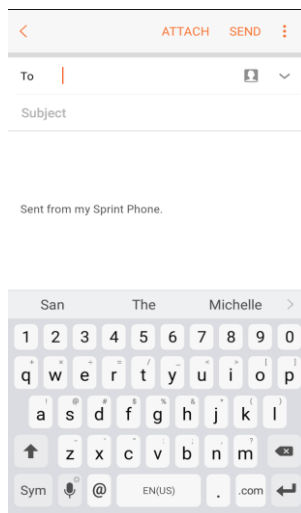 ATTACH SEND
To
Subject
Sent from my Sprint Phone.
San The Michelle
1 2 3 4 5 6 7 8 9 0
q w e r t y u i o p
a s d f g h j k l
z x c v b n m
Sym @ EN(US) . .com